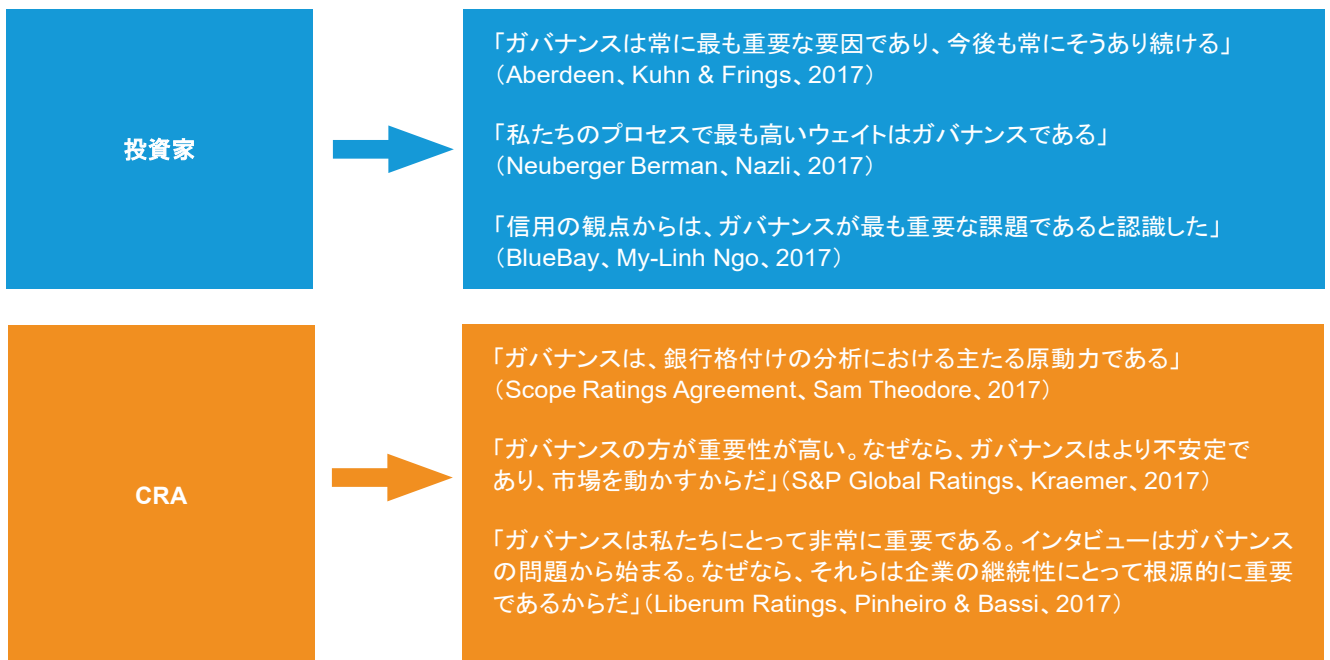 投資家
「ガバナンスは常に最も重要な要因であり、今後も常にそうあり続ける」
（Aberdeen、Kuhn & Frings、2017）
「私たちのプロセスで最も高いウェイトはガバナンスである」
（Neuberger Berman、Nazli、2017）
「信用の観点からは、ガバナンスが最も重要な課題であると認識した」
（BlueBay、My-Linh Ngo、2017）
CRA
「ガバナンスは、銀行格付けの分析における主たる原動力である」
（Scope Ratings Agreement、Sam Theodore、2017）
「ガバナンスの方が重要性が高い。なぜなら、ガバナンスはより不安定で
あり、市場を動かすからだ」（S&P Global Ratings、Kraemer、2017）
「ガバナンスは私たちにとって非常に重要である。インタビューはガバナンス
の問題から始まる。なぜなら、それらは企業の継続性にとって根源的に重要
であるからだ」（Liberum Ratings、Pinheiro & Bassi、2017）